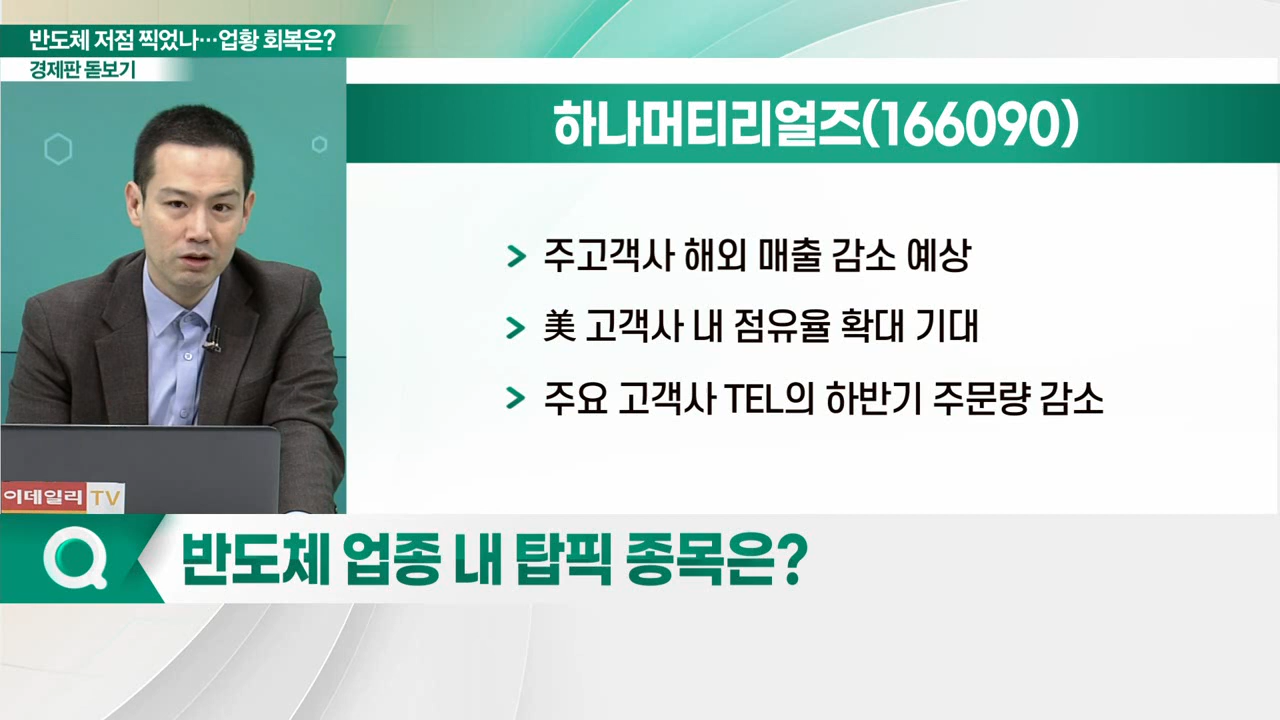 반도체 저점 찍었나…업황 회복은?
경제판 돋보기
하나머티리얼즈(166090)
> 주고객사 해외 매출 감소 예상
> 美 고객사 내 점유율 확대 기대
> 주요 고객사 TEL의 하반기 주문량 감소
이데일리TV
Q 반도체 업종 내 탑픽 종목은?